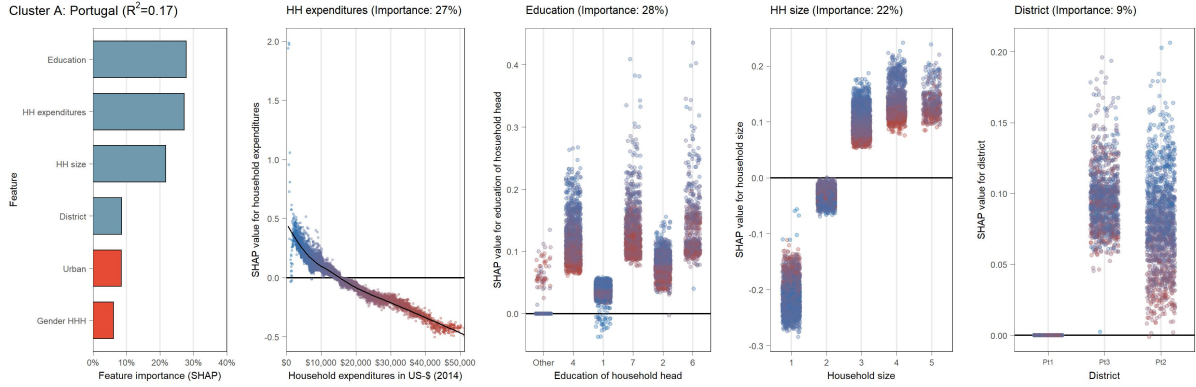 Cluster A: Portugal (R²=0.17)
Feature
Education
HH expenditures
HH size
District
Urban
Gender HHH
0%
10%
20%
30%
40%
Feature importance (SHAP)
HH expenditures (Importance: 27%)
SHAP value for household expenditures
2.0
1.5
1.0
0.5
0.0
-0.5
$0
$10,000
$20,000
$30,000
$40,000
$50,000
Household expenditures in US-$ (2014)
Education (Importance: 28%)
SHAP value for education of household head
0.4
0.3
0.2
0.1
0.0
Other
4
1
7
2
6
Education of household head
HH size (Importance: 22%)
SHAP value for household size
0.2
0.1
0.0
-0.1
-0.2
-0.3
1
2
3
4
5
Household size
District (Importance: 9%)
SHAP value for district
0.20
0.15
0.10
0.05
0.00
Pt1
Pt3
Pt2
District